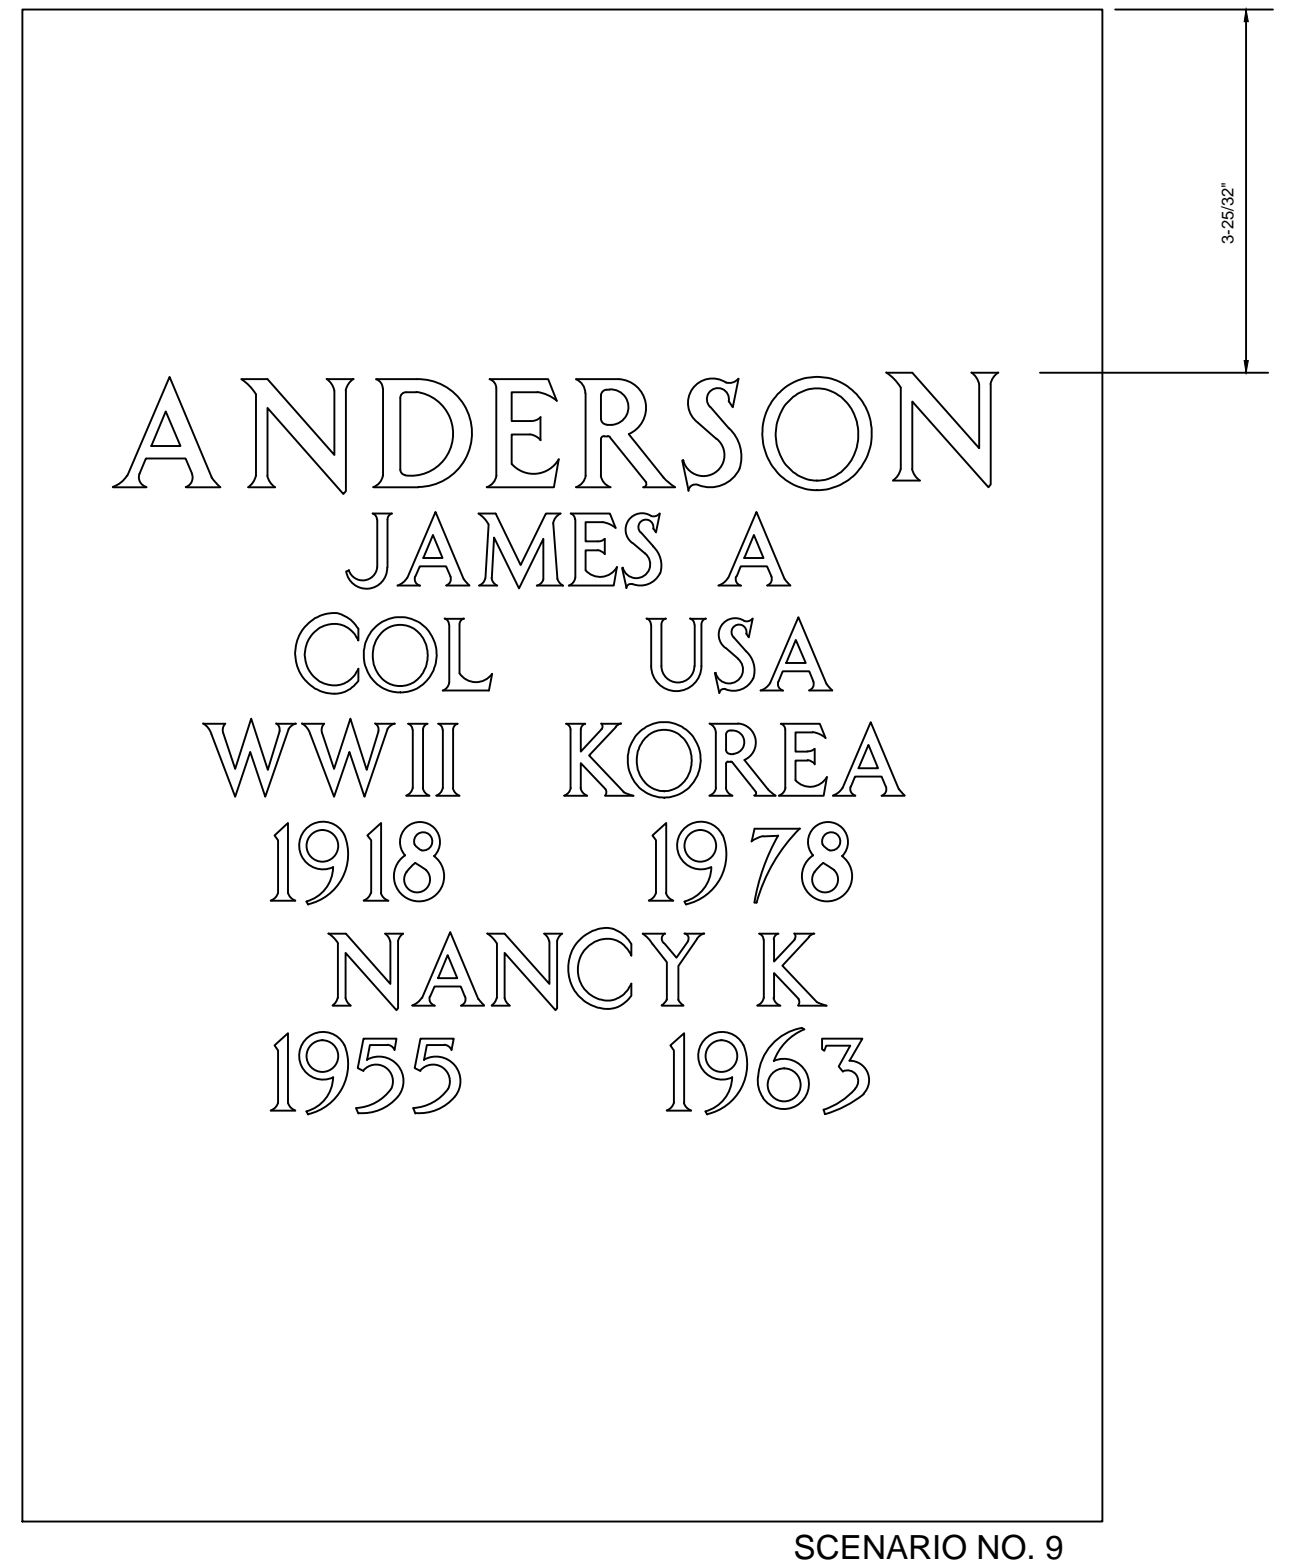 3-25/32"
ANDERSON
JAMES A
COL USA
WWII KOREA
1918 1978
NANCY K
1955 1963
SCENARIO NO. 9